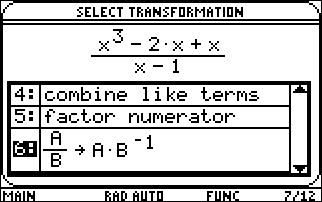 SELECT TRANSFORMATION
x³ - 2·x + x
x - 1
4: combine like terms
5: factor numerator
6: A/B → A·B⁻¹
MAIN RAD AUTO FUNC 7/12